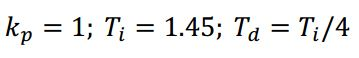 k_p = 1; T_i = 1.45; T_d = T_i/4